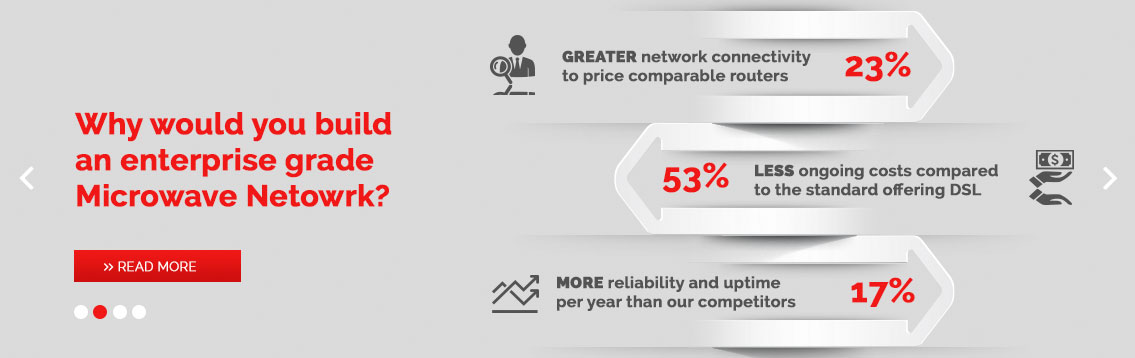 Why would you build
an enterprise grade
Microwave Netowrk?
» READ MORE
GREATER network connectivity
to price comparable routers
23%
53%
LESS ongoing costs compared
to the standard offering DSL
$
MORE reliability and uptime
per year than our competitors
17%